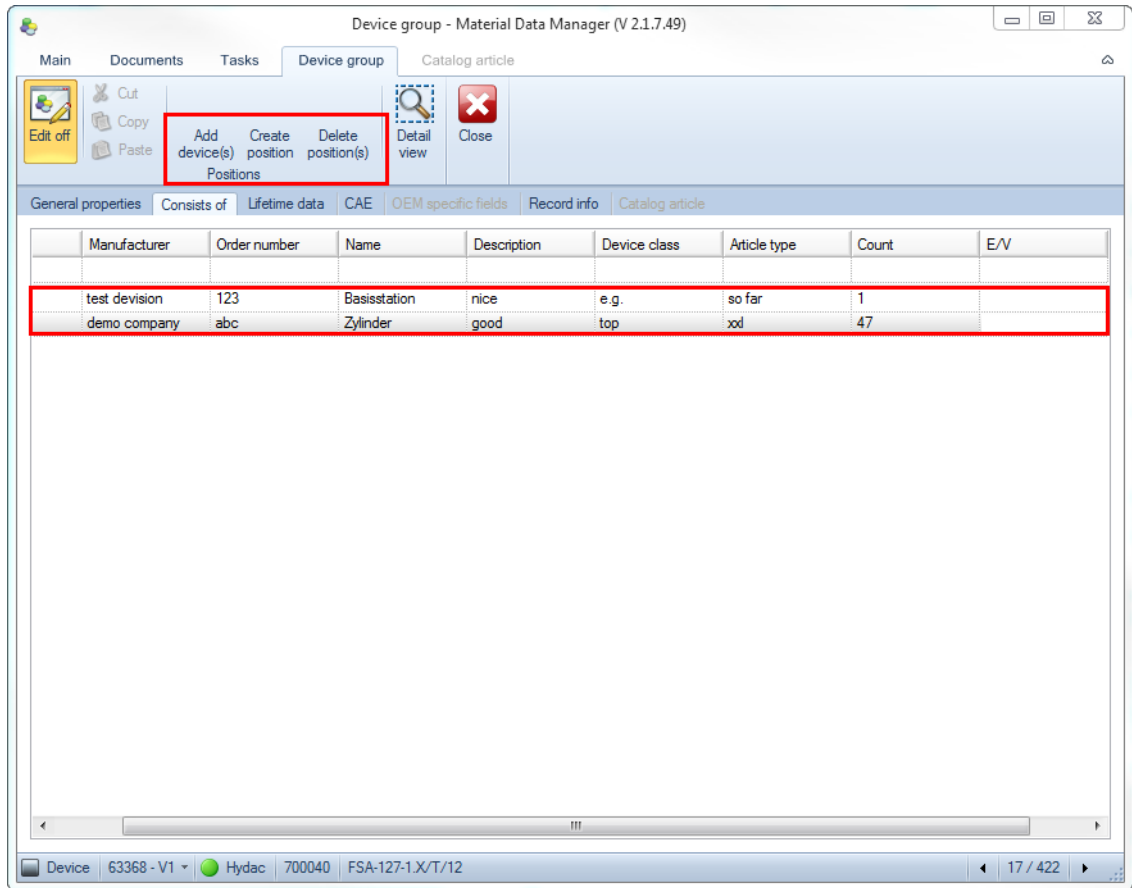 Device group - Material Data Manager (V 2.1.7.49)
Main Documents Tasks Device group Catalog article
Edit off
Cut
Copy
Paste
Add device(s)
Create position
Delete position(s)
Positions
Detail view
Close
General properties Consists of Lifetime data CAE OEM specific fields Record info Catalog article
Manufacturer Order number Name Description Device class Article type Count E/V
test devision 123 Basisstation nice e.g. so far 1
demo company abc Zylinder good top xxl 47
Device 63368 - V1 Hydac 700040 FSA-127-1.X/T/12 17 / 422